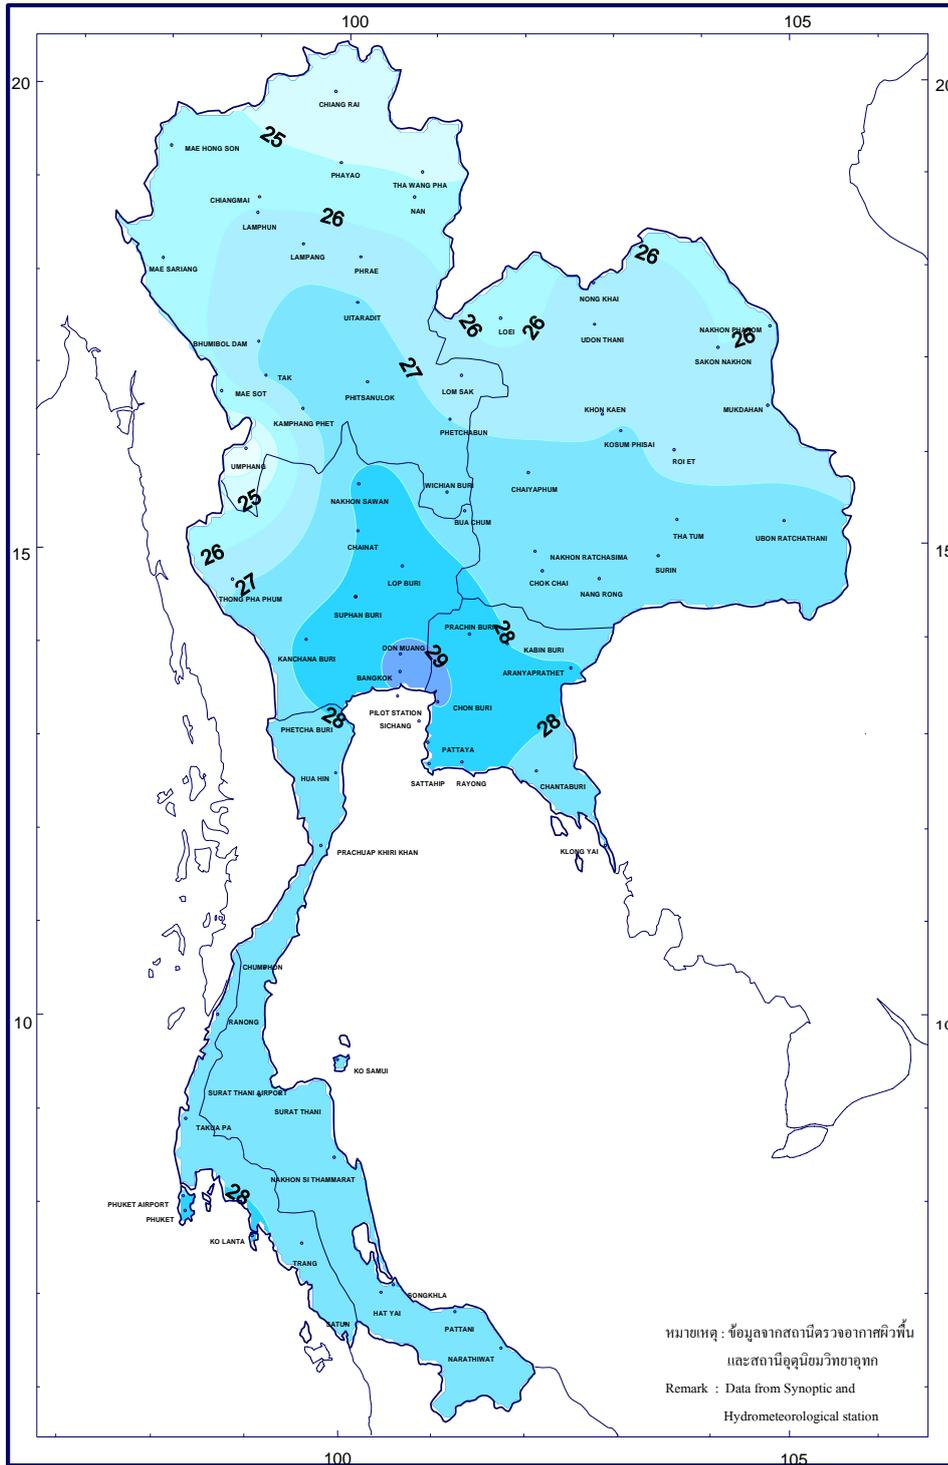 100 105
20 20
CHIANG RAI
25
MAE HONG SON
PHAYAO
THA WANG PHA
CHIANGMAI
NAN
26
LAMPHUN
LAMPANG
MAE SARIANG
PHRAE
26
NONG KHAI
UTTARADIT
26
LOEI
26
NAKHON PHANOM
26
UDON THANI
BHUMIBOL DAM
SAKON NAKHON
27
TAK
MAE SOT
LOM SAK
PHITSANULOK
KHON KAEN
MUKDAHAN
KAMPHANG PHET
PHETCHABUN
KOSUM PHISAI
UMPHANG
ROI ET
WICHIAN BURI
CHAIYAPHUM
25
NAKHON SAWAN
BUA CHUM
THA TUM
UBON RATCHATHANI
15 15
CHAINAT
26
NAKHON RATCHASIMA
SURIN
LOP BURI
CHOK CHAI
27
NANG RONG
THONG PHA PHUM
SUPHAN BURI
PRACHIN BURI
28
DON MUANG
KABIN BURI
29
KANCHANA BURI
ARANYAPRATHET
BANGKOK
CHON BURI
PILOT STATION
28
28
SICHANG
PHETCHA BURI
PATTAYA
HUA HIN
SATTAHIP
RAYONG
CHANTABURI
PRACHUAP KHIRI KHAN
KLONG YAI
CHUMPHON
10 10
RANONG
KO SAMUI
SURAT THANI AIRPORT
SURAT THANI
TAKUA PA
NAKHON SI THAMMARAT
28
PHUKET AIRPORT
PHUKET
KO LANTA
TRANG
SONGKHLA
HAT YAI
SATUN
PATTANI
NARATHIWAT
หมายเหตุ : ข้อมูลจากสถานีตรวจอากาศผิวพื้น
และสถานีอุตุนิยมวิทยาอุทก
Remark : Data from Synoptic and
Hydrometeorological station
100 105